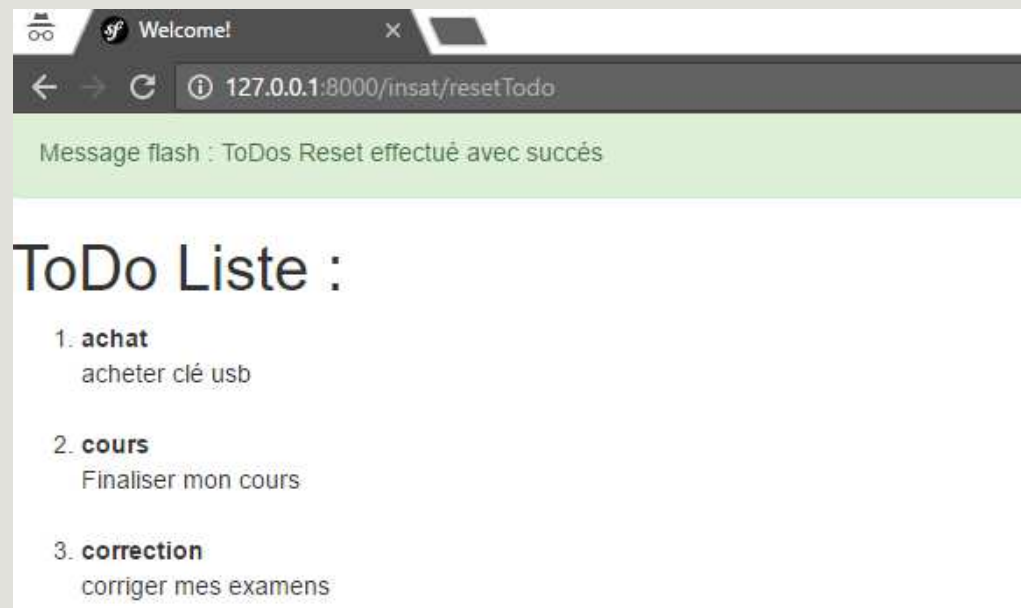 sf Welcome!
127.0.0.1:8000/insat/resetTodo
Message flash : ToDos Reset effectué avec succés
ToDo Liste :
1. achat
acheter clé usb
2. cours
Finaliser mon cours
3. correction
corriger mes examens